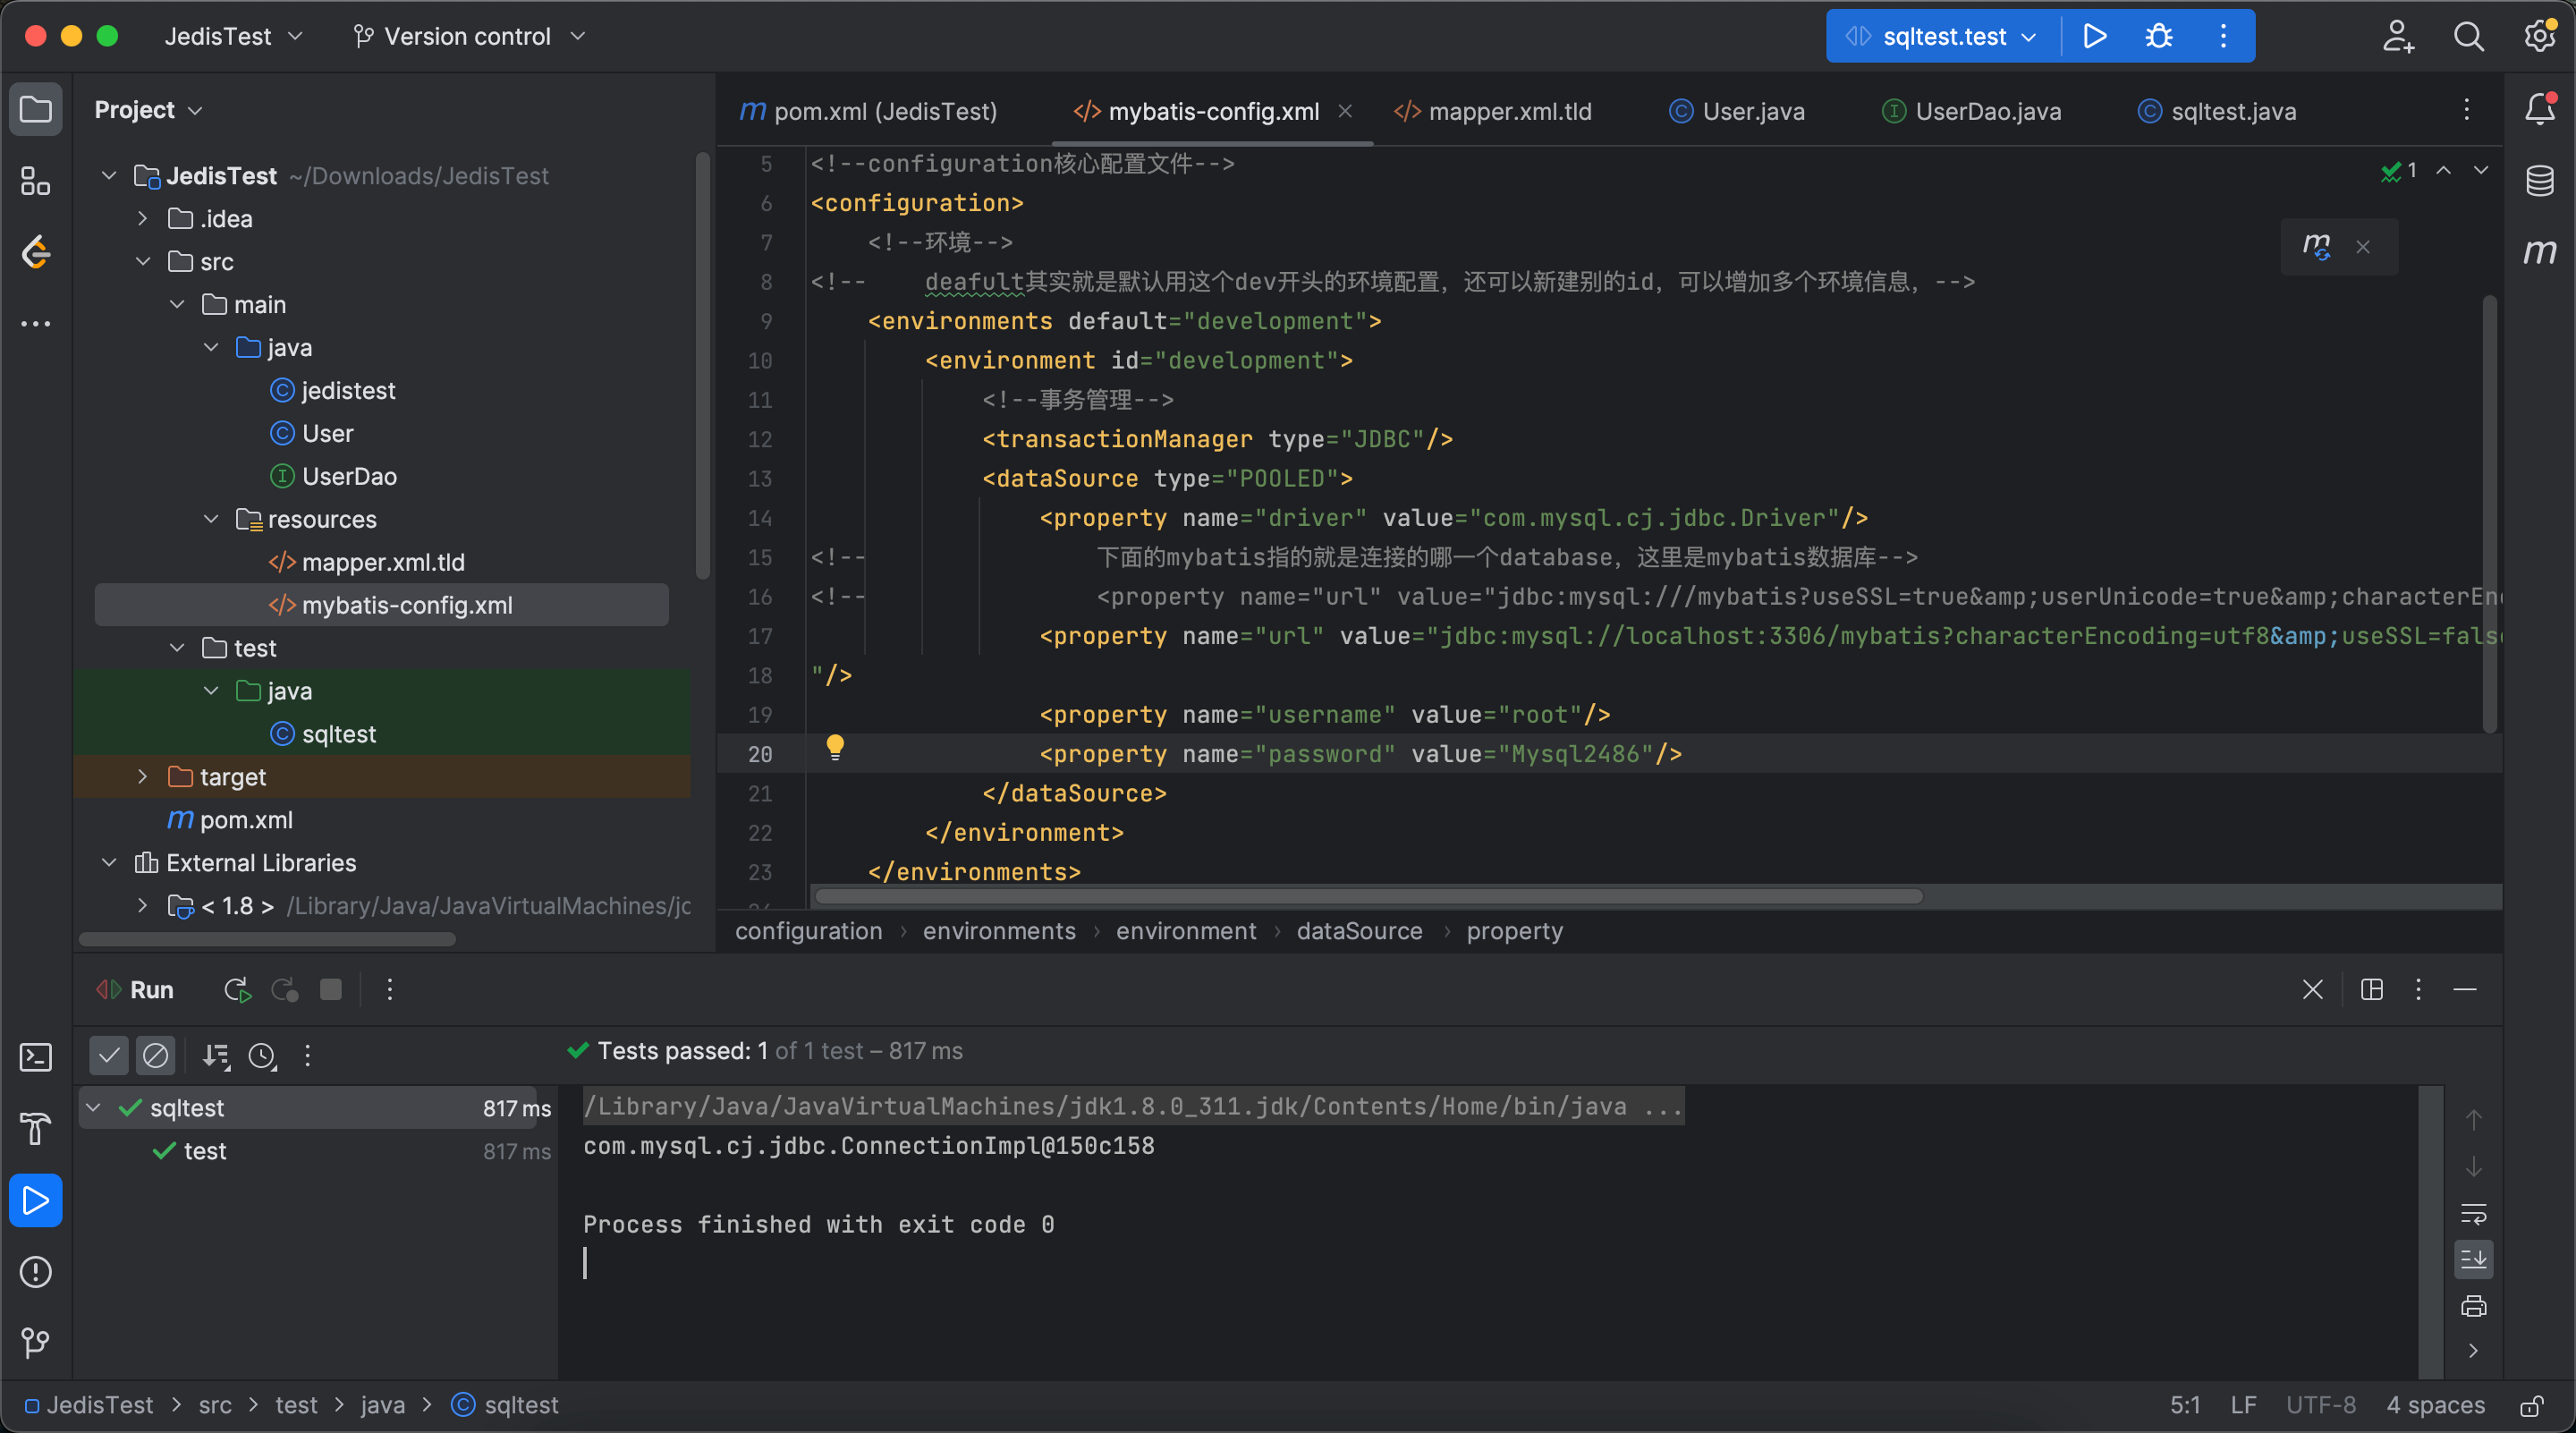 JedisTest
Version control
sqltest.test
Project
pom.xml (JedisTest)
mybatis-config.xml
mapper.xml.tld
User.java
UserDao.java
sqltest.java
JedisTest ~/Downloads/JedisTest
.idea
src
main
java
jedistest
User
UserDao
resources
mapper.xml.tld
mybatis-config.xml
test
java
sqltest
target
pom.xml
External Libraries
< 1.8 > /Library/Java/JavaVirtualMachines/jc
1
5 <!--configuration核心配置文件-->
6 <configuration>
7 <!--环境-->
8 <!-- deafult其实就是默认用这个dev开头的环境配置，还可以新建别的id，可以增加多个环境信息，-->
9 <environments default="development">
10 <environment id="development">
11 <!--事务管理-->
12 <transactionManager type="JDBC"/>
13 <dataSource type="POOLED">
14 <property name="driver" value="com.mysql.cj.jdbc.Driver"/>
15 <!-- 下面的mybatis指的就是连接的哪一个database，这里是mybatis数据库-->
16 <!-- <property name="url" value="jdbc:mysql:///mybatis?useSSL=true&amp;userUnicode=true&amp;characterEn
17 <property name="url" value="jdbc:mysql://localhost:3306/mybatis?characterEncoding=utf8&amp;useSSL=fals
18 "/>
19 <property name="username" value="root"/>
20 <property name="password" value="Mysql2486"/>
21 </dataSource>
22 </environment>
23 </environments>
configuration › environments › environment › dataSource › property
Run
Tests passed: 1 of 1 test – 817 ms
sqltest 817 ms
test 817 ms
/Library/Java/JavaVirtualMachines/jdk1.8.0_311.jdk/Contents/Home/bin/java ...
com.mysql.cj.jdbc.ConnectionImpl@150c158
Process finished with exit code 0
JedisTest > src > test > java > sqltest
5:1 LF UTF-8 4 spaces